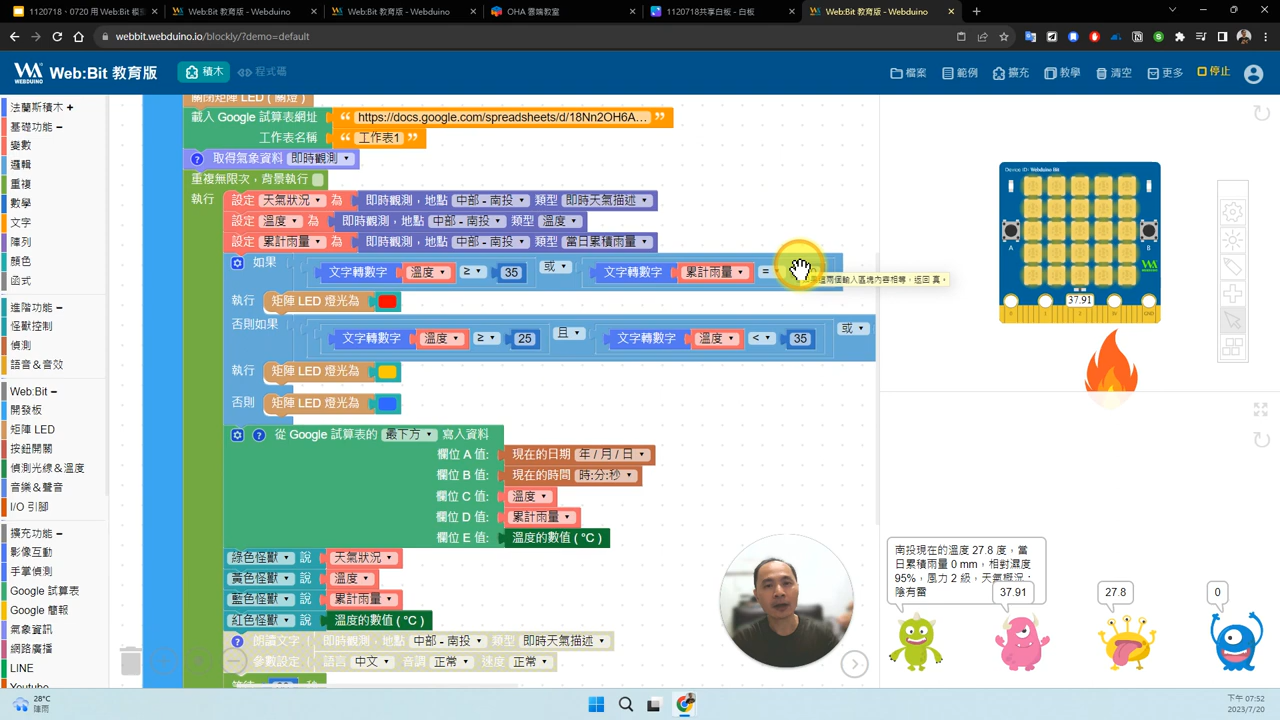 1120718 - 0720 用 Web:Bit 模
Web:Bit 教育版 - Webduino
Web:Bit 教育版 - Webduino
OHA 雲端教室
1120718共享白板 - 白板
Web:Bit 教育版 - Webduino
webbit.webduino.io/blockly/?demo=default
WEBDUINO
Web:Bit 教育版
積木
程式碼
檔案
範例
擴充
教學
清空
更多
停止
法蘭斯積木
基礎功能
變數
邏輯
重複
數學
文字
陣列
顏色
函式
進階功能
怪獸控制
偵測
語音＆音效
Web:Bit
開發板
矩陣 LED
按鈕開關
偵測光線＆溫度
音樂＆聲音
I/O 引腳
擴充功能
影像互動
手掌偵測
Google 試算表
Google 簡報
氣象資訊
網路廣播
LINE
Youtube
關閉矩陣 LED ( 關燈 )
載入 Google 試算表網址 “ https://docs.google.com/spreadsheets/d/18Nn2OH6A... ”
工作表名稱 “ 工作表1 ”
? 取得氣象資料 即時觀測
重複無限次，背景執行
執行 設定 天氣狀況 為 即時觀測，地點 中部 - 南投 類型 即時天氣描述
設定 溫度 為 即時觀測，地點 中部 - 南投 類型 溫度
設定 累計雨量 為 即時觀測，地點 中部 - 南投 類型 當日累積雨量
如果 文字轉數字 溫度 ≥ 35 或 文字轉數字 累計雨量 =
兩個輸入區塊內容相等，返回 真。
執行 矩陣 LED 燈光為
否則如果 文字轉數字 溫度 ≥ 25 且 文字轉數字 溫度 < 35 或
執行 矩陣 LED 燈光為
否則 矩陣 LED 燈光為
? 從 Google 試算表的 最下方 寫入資料
欄位 A 值: 現在的日期 年 / 月 / 日
欄位 B 值: 現在的時間 時:分:秒
欄位 C 值: 溫度
欄位 D 值: 累計雨量
欄位 E 值: 溫度的數值 ( °C )
綠色怪獸 說 天氣狀況
黃色怪獸 說 溫度
藍色怪獸 說 累計雨量
紅色怪獸 說 溫度的數值 ( °C )
? 朗讀文字 即時觀測，地點 中部 - 南投 類型 即時天氣描述
參數設定 語言 中文 音調 正常 速度 正常
A
B
37.91
南投現在的溫度 27.8 度，當
日累積雨量 0 mm，相對濕度
95%，風力 2 級，天氣概況：
陰有靄
37.91
27.8
0
28°C
陣雨
下午 07:52
2023/7/20